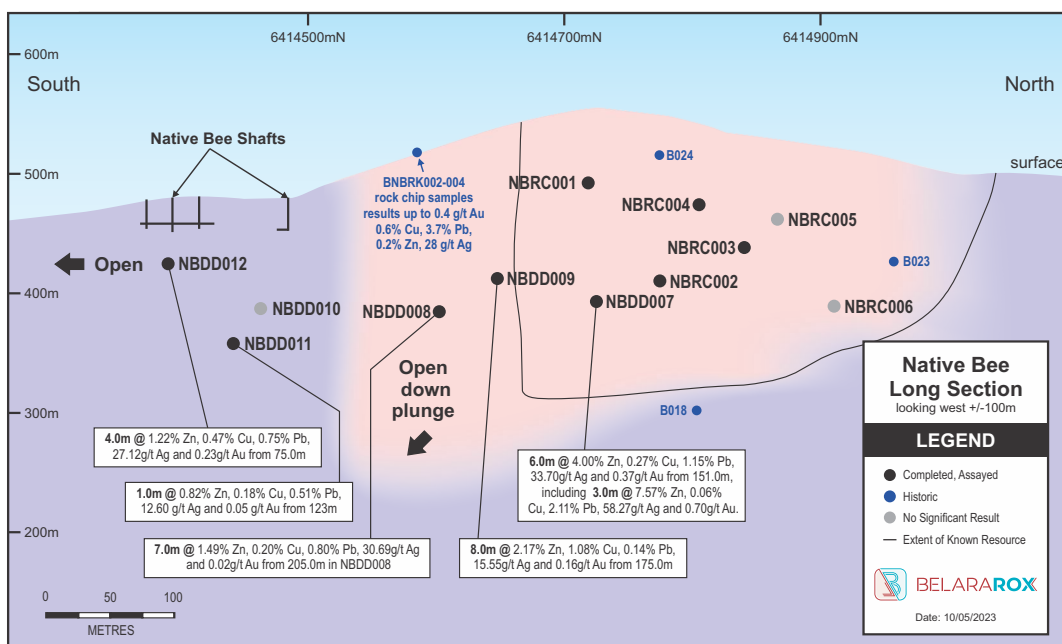 6414500mN
6414700mN
6414900mN
600m
South
North
Native Bee
Shafts
BNBRK002-004
rock chip samples
results up to 0.4 g/t Au
0.6% Cu, 3.7% Pb,
0.2% Zn, 28 g/t Ag
B024
surface
500m
NBRC001
NBRC004
NBRC005
NBRC003
B023
Open
NBDD012
NBDD009
NBRC002
400m
NBDD010
NBDD008
NBDD007
NBRC006
NBDD011
Open
down
plunge
300m
B018
4.0m @ 1.22% Zn, 0.47% Cu, 0.75% Pb,
27.12g/t Ag and 0.23g/t Au from 75.0m
1.0m @ 0.82% Zn, 0.18% Cu, 0.51% Pb,
12.60 g/t Ag and 0.05 g/t Au from 123m
6.0m @ 4.00% Zn, 0.27% Cu, 1.15% Pb,
33.70g/t Ag and 0.37g/t Au from 151.0m,
including 3.0m @ 7.57% Zn, 0.06%
Cu, 2.11% Pb, 58.27g/t Ag and 0.70g/t Au.
200m
7.0m @ 1.49% Zn, 0.20% Cu, 0.80% Pb, 30.69g/t Ag
and 0.02g/t Au from 205.0m in NBDD008
8.0m @ 2.17% Zn, 1.08% Cu, 0.14% Pb,
15.55g/t Ag and 0.16g/t Au from 175.0m
0 50 100
METRES
Native Bee
Long Section
looking west +/-100m
LEGEND
Completed, Assayed
Historic
No Significant Result
Extent of Known Resource
BELARAROX
Date: 10/05/2023